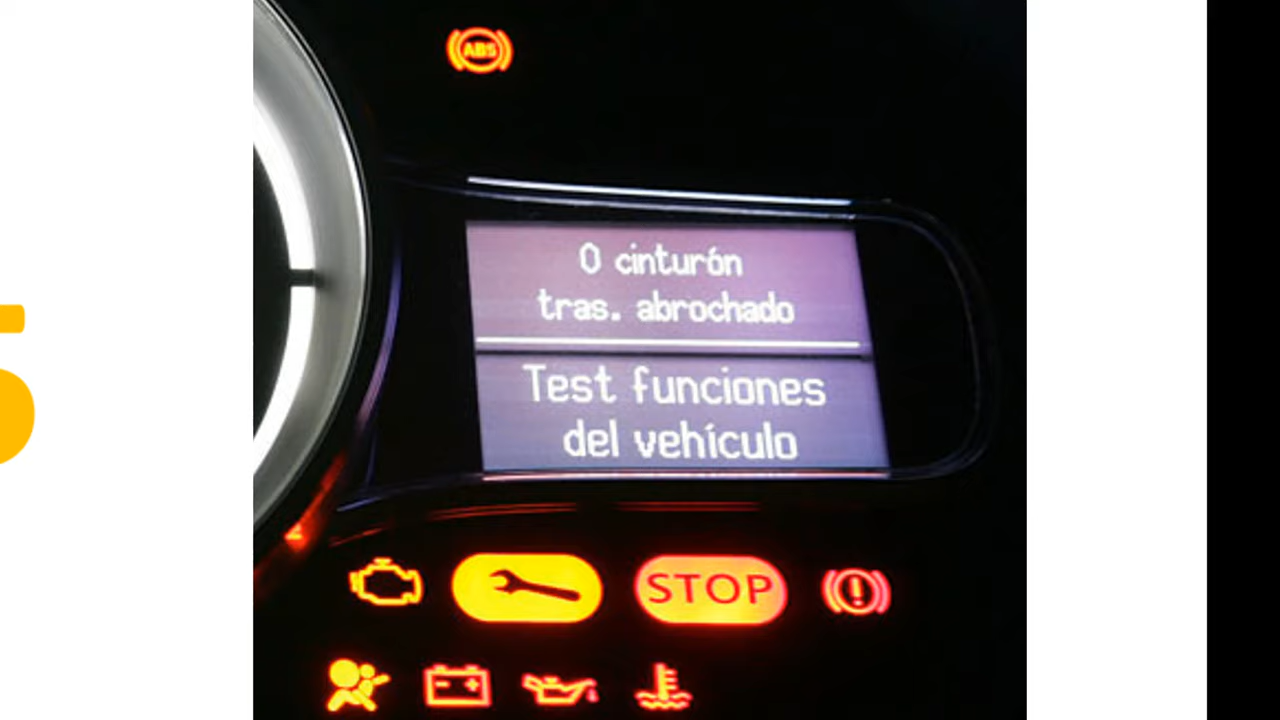 ABS
0 cinturón
tras. abrochado
Test funciones
del vehículo
STOP